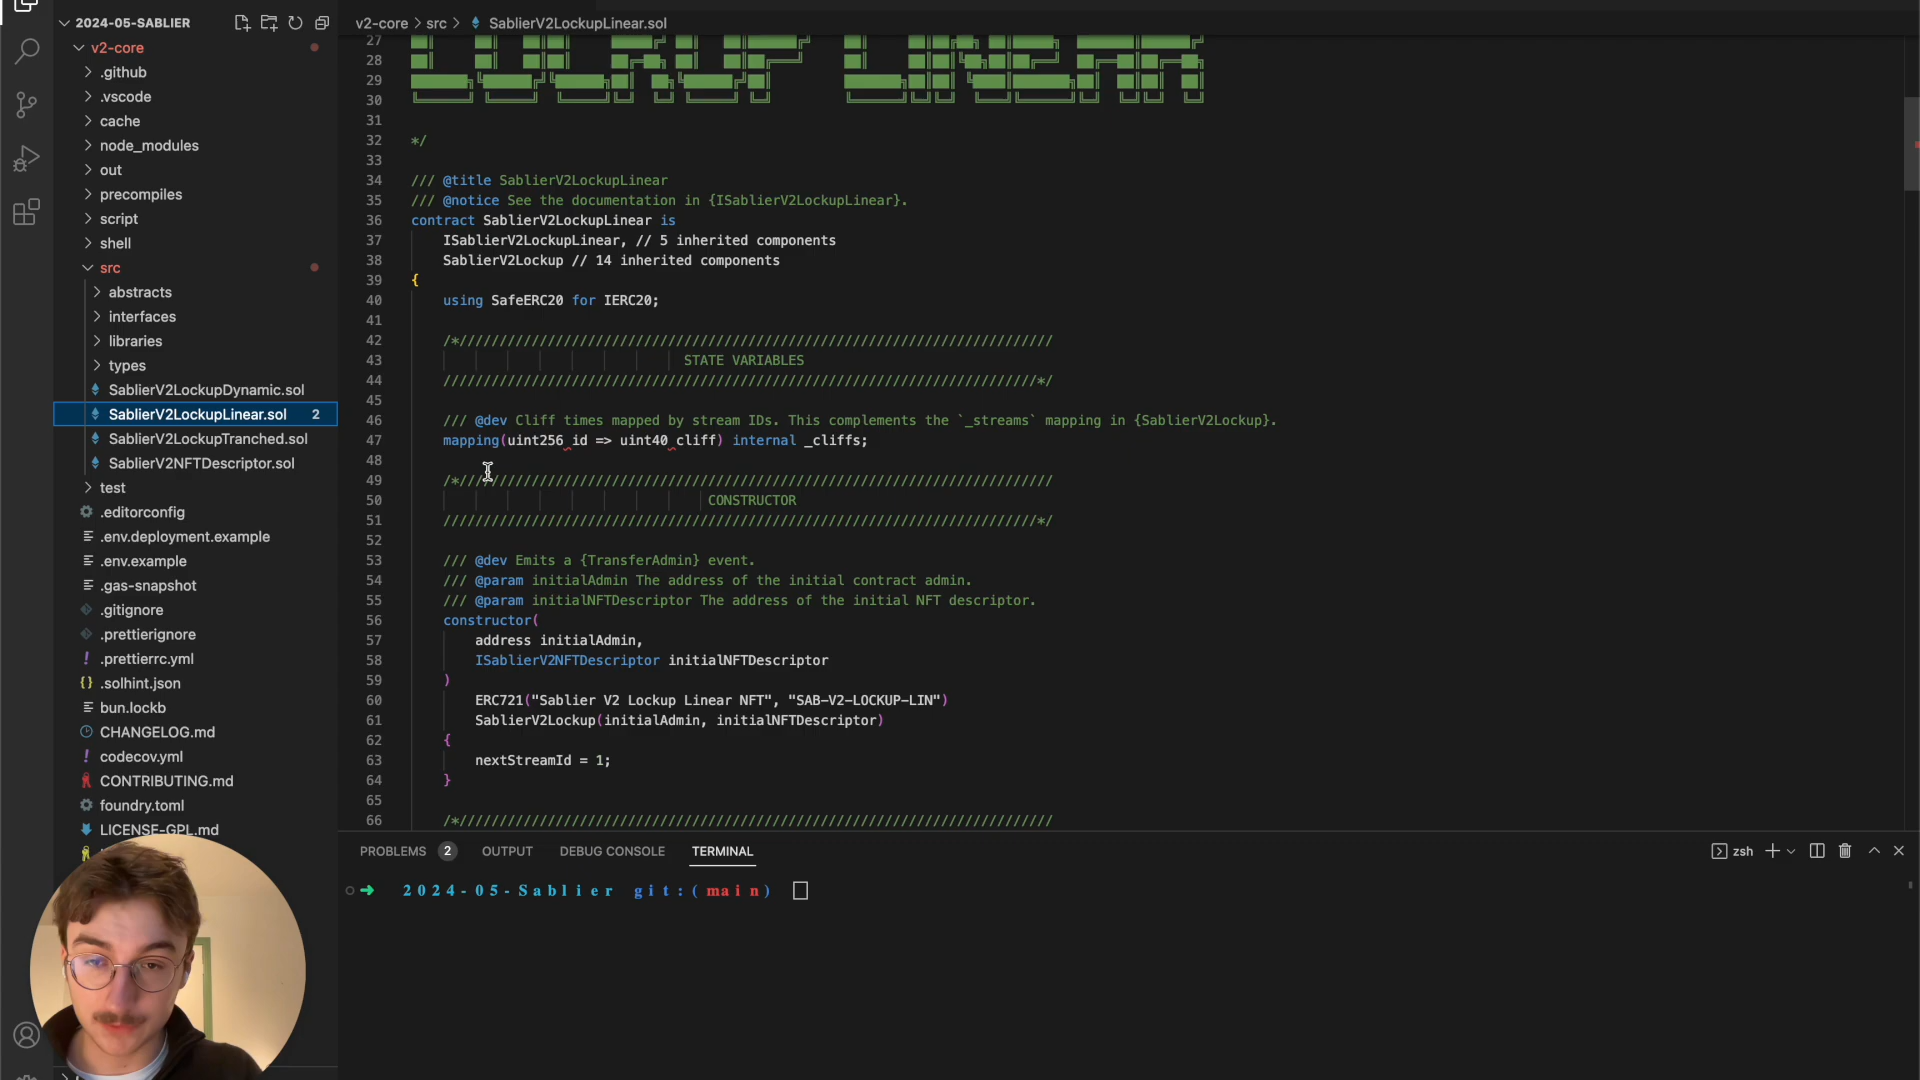 2024-05-SABLIER
v2-core
.github
.vscode
cache
node_modules
out
precompiles
script
shell
src
abstracts
interfaces
libraries
types
SablierV2LockupDynamic.sol
SablierV2LockupLinear.sol 2
SablierV2LockupTranched.sol
SablierV2NFTDescriptor.sol
test
.editorconfig
.env.deployment.example
.env.example
.gas-snapshot
.gitignore
.prettierignore
.prettierrc.yml
.solhint.json
bun.lockb
CHANGELOG.md
codecov.yml
CONTRIBUTING.md
foundry.toml
LICENSE-GPL.md
v2-core > src > SablierV2LockupLinear.sol
27
28
29
30
31
32 */
33
34 /// @title SablierV2LockupLinear
35 /// @notice See the documentation in {ISablierV2LockupLinear}.
36 contract SablierV2LockupLinear is
37 ISablierV2LockupLinear, // 5 inherited components
38 SablierV2Lockup // 14 inherited components
39 {
40 using SafeERC20 for IERC20;
41
42 /*//////////////////////////////////////////////////////////////////////////
43 STATE VARIABLES
44 //////////////////////////////////////////////////////////////////////////*/
45
46 /// @dev Cliff times mapped by stream IDs. This complements the `_streams` mapping in {SablierV2Lockup}.
47 mapping(uint256 id => uint40 cliff) internal _cliffs;
48
49 /*//////////////////////////////////////////////////////////////////////////
50 CONSTRUCTOR
51 //////////////////////////////////////////////////////////////////////////*/
52
53 /// @dev Emits a {TransferAdmin} event.
54 /// @param initialAdmin The address of the initial contract admin.
55 /// @param initialNFTDescriptor The address of the initial NFT descriptor.
56 constructor(
57 address initialAdmin,
58 ISablierV2NFTDescriptor initialNFTDescriptor
59 )
60 ERC721("Sablier V2 Lockup Linear NFT", "SAB-V2-LOCKUP-LIN")
61 SablierV2Lockup(initialAdmin, initialNFTDescriptor)
62 {
63 nextStreamId = 1;
64 }
65
66 /*//////////////////////////////////////////////////////////////////////////
PROBLEMS 2 OUTPUT DEBUG CONSOLE TERMINAL
zsh
2024-05-Sablier git:(main)